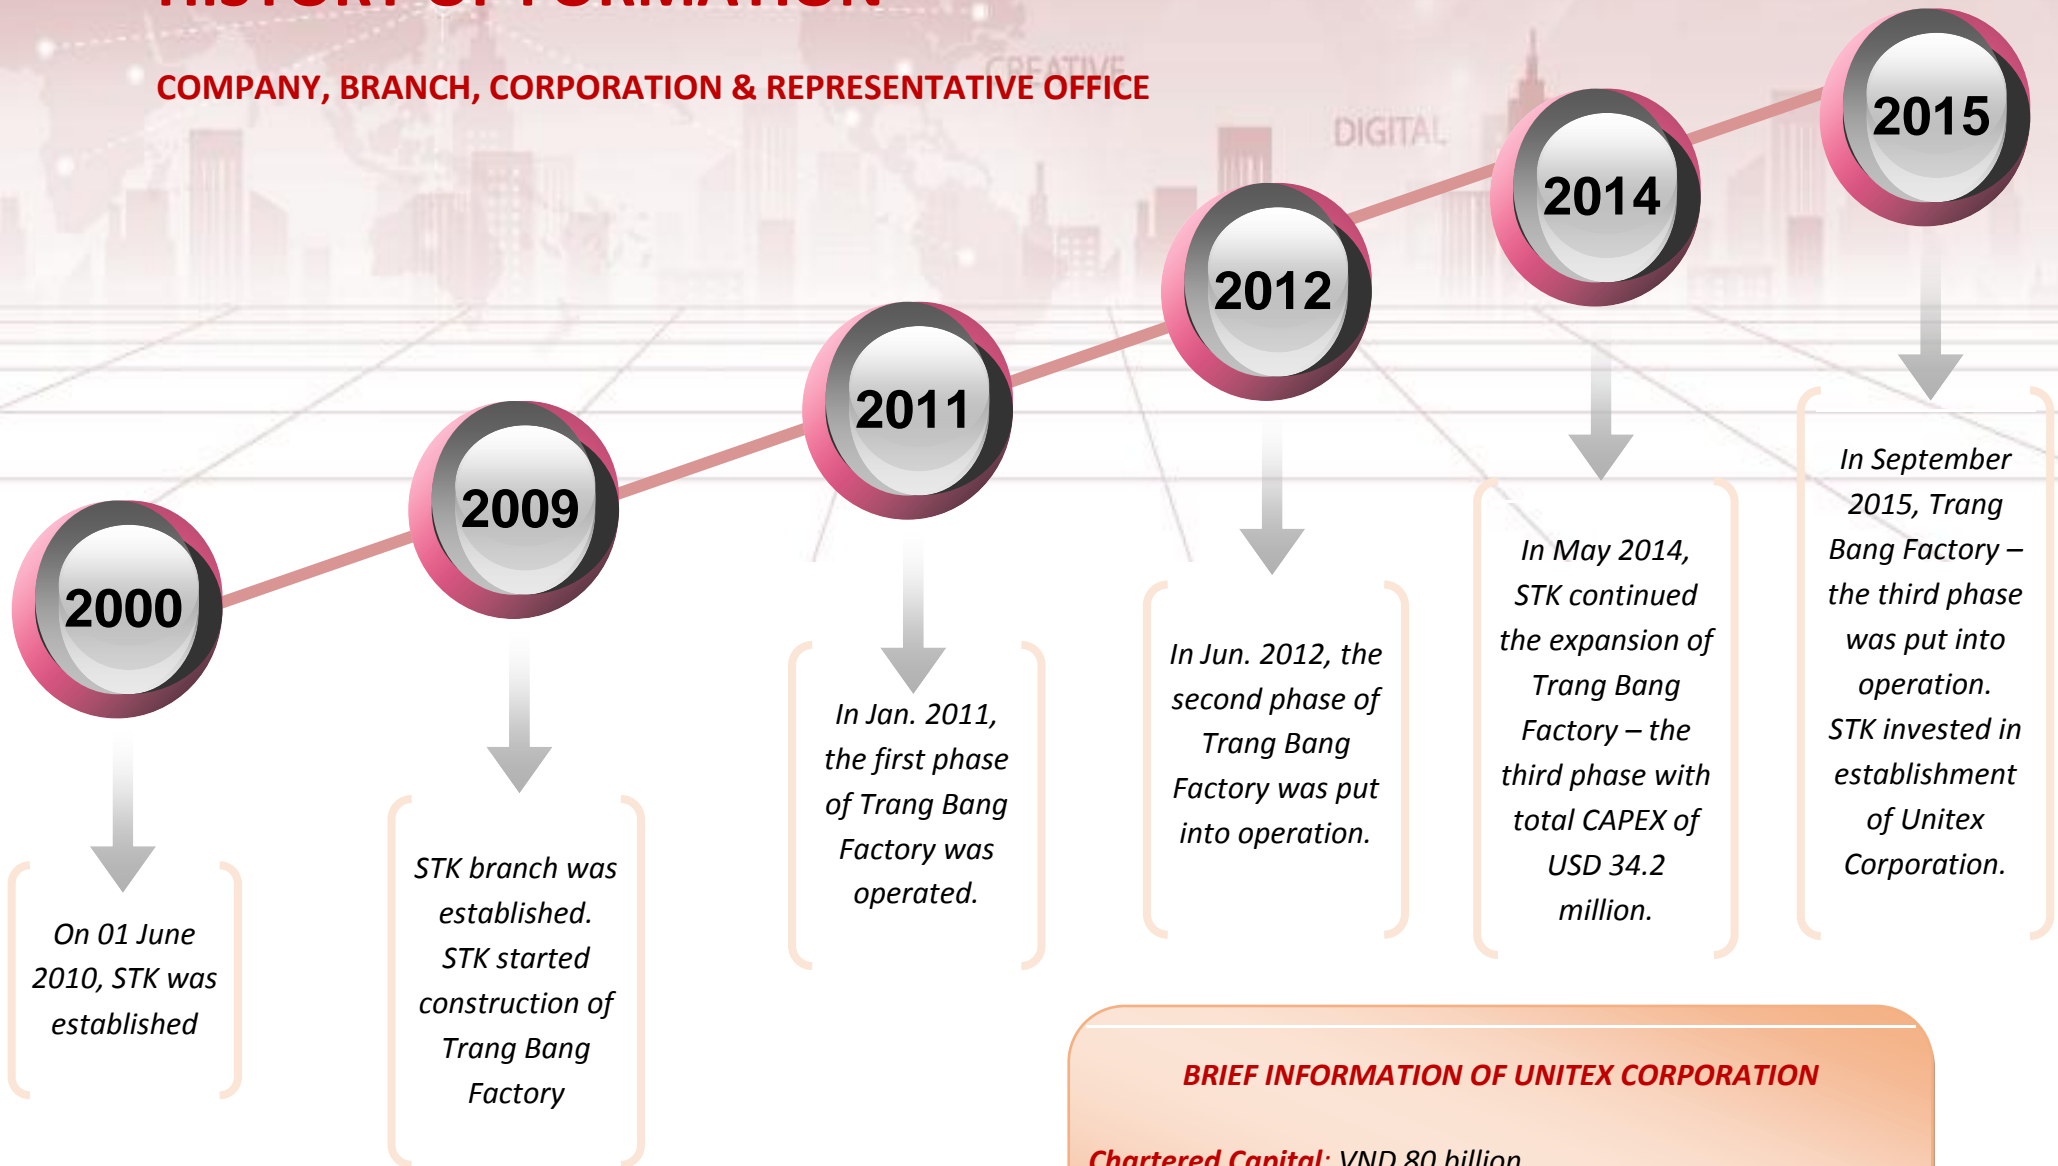 HISTORY OF FORMATION
COMPANY, BRANCH, CORPORATION & REPRESENTATIVE OFFICE
CREATIVE
DIGITAL
2000
2009
2011
2012
2014
2015
On 01 June
2010, STK was
established
STK branch was
established.
STK started
construction of
Trang Bang
Factory
In Jan. 2011,
the first phase
of Trang Bang
Factory was
operated.
In Jun. 2012, the
second phase of
Trang Bang
Factory was put
into operation.
In May 2014,
STK continued
the expansion of
Trang Bang
Factory – the
third phase with
total CAPEX of
USD 34.2
million.
In September
2015, Trang
Bang Factory –
the third phase
was put into
operation.
STK invested in
establishment
of Unitex
Corporation.
BRIEF INFORMATION OF UNITEX CORPORATION
Chartered Capital: VND 80 billion